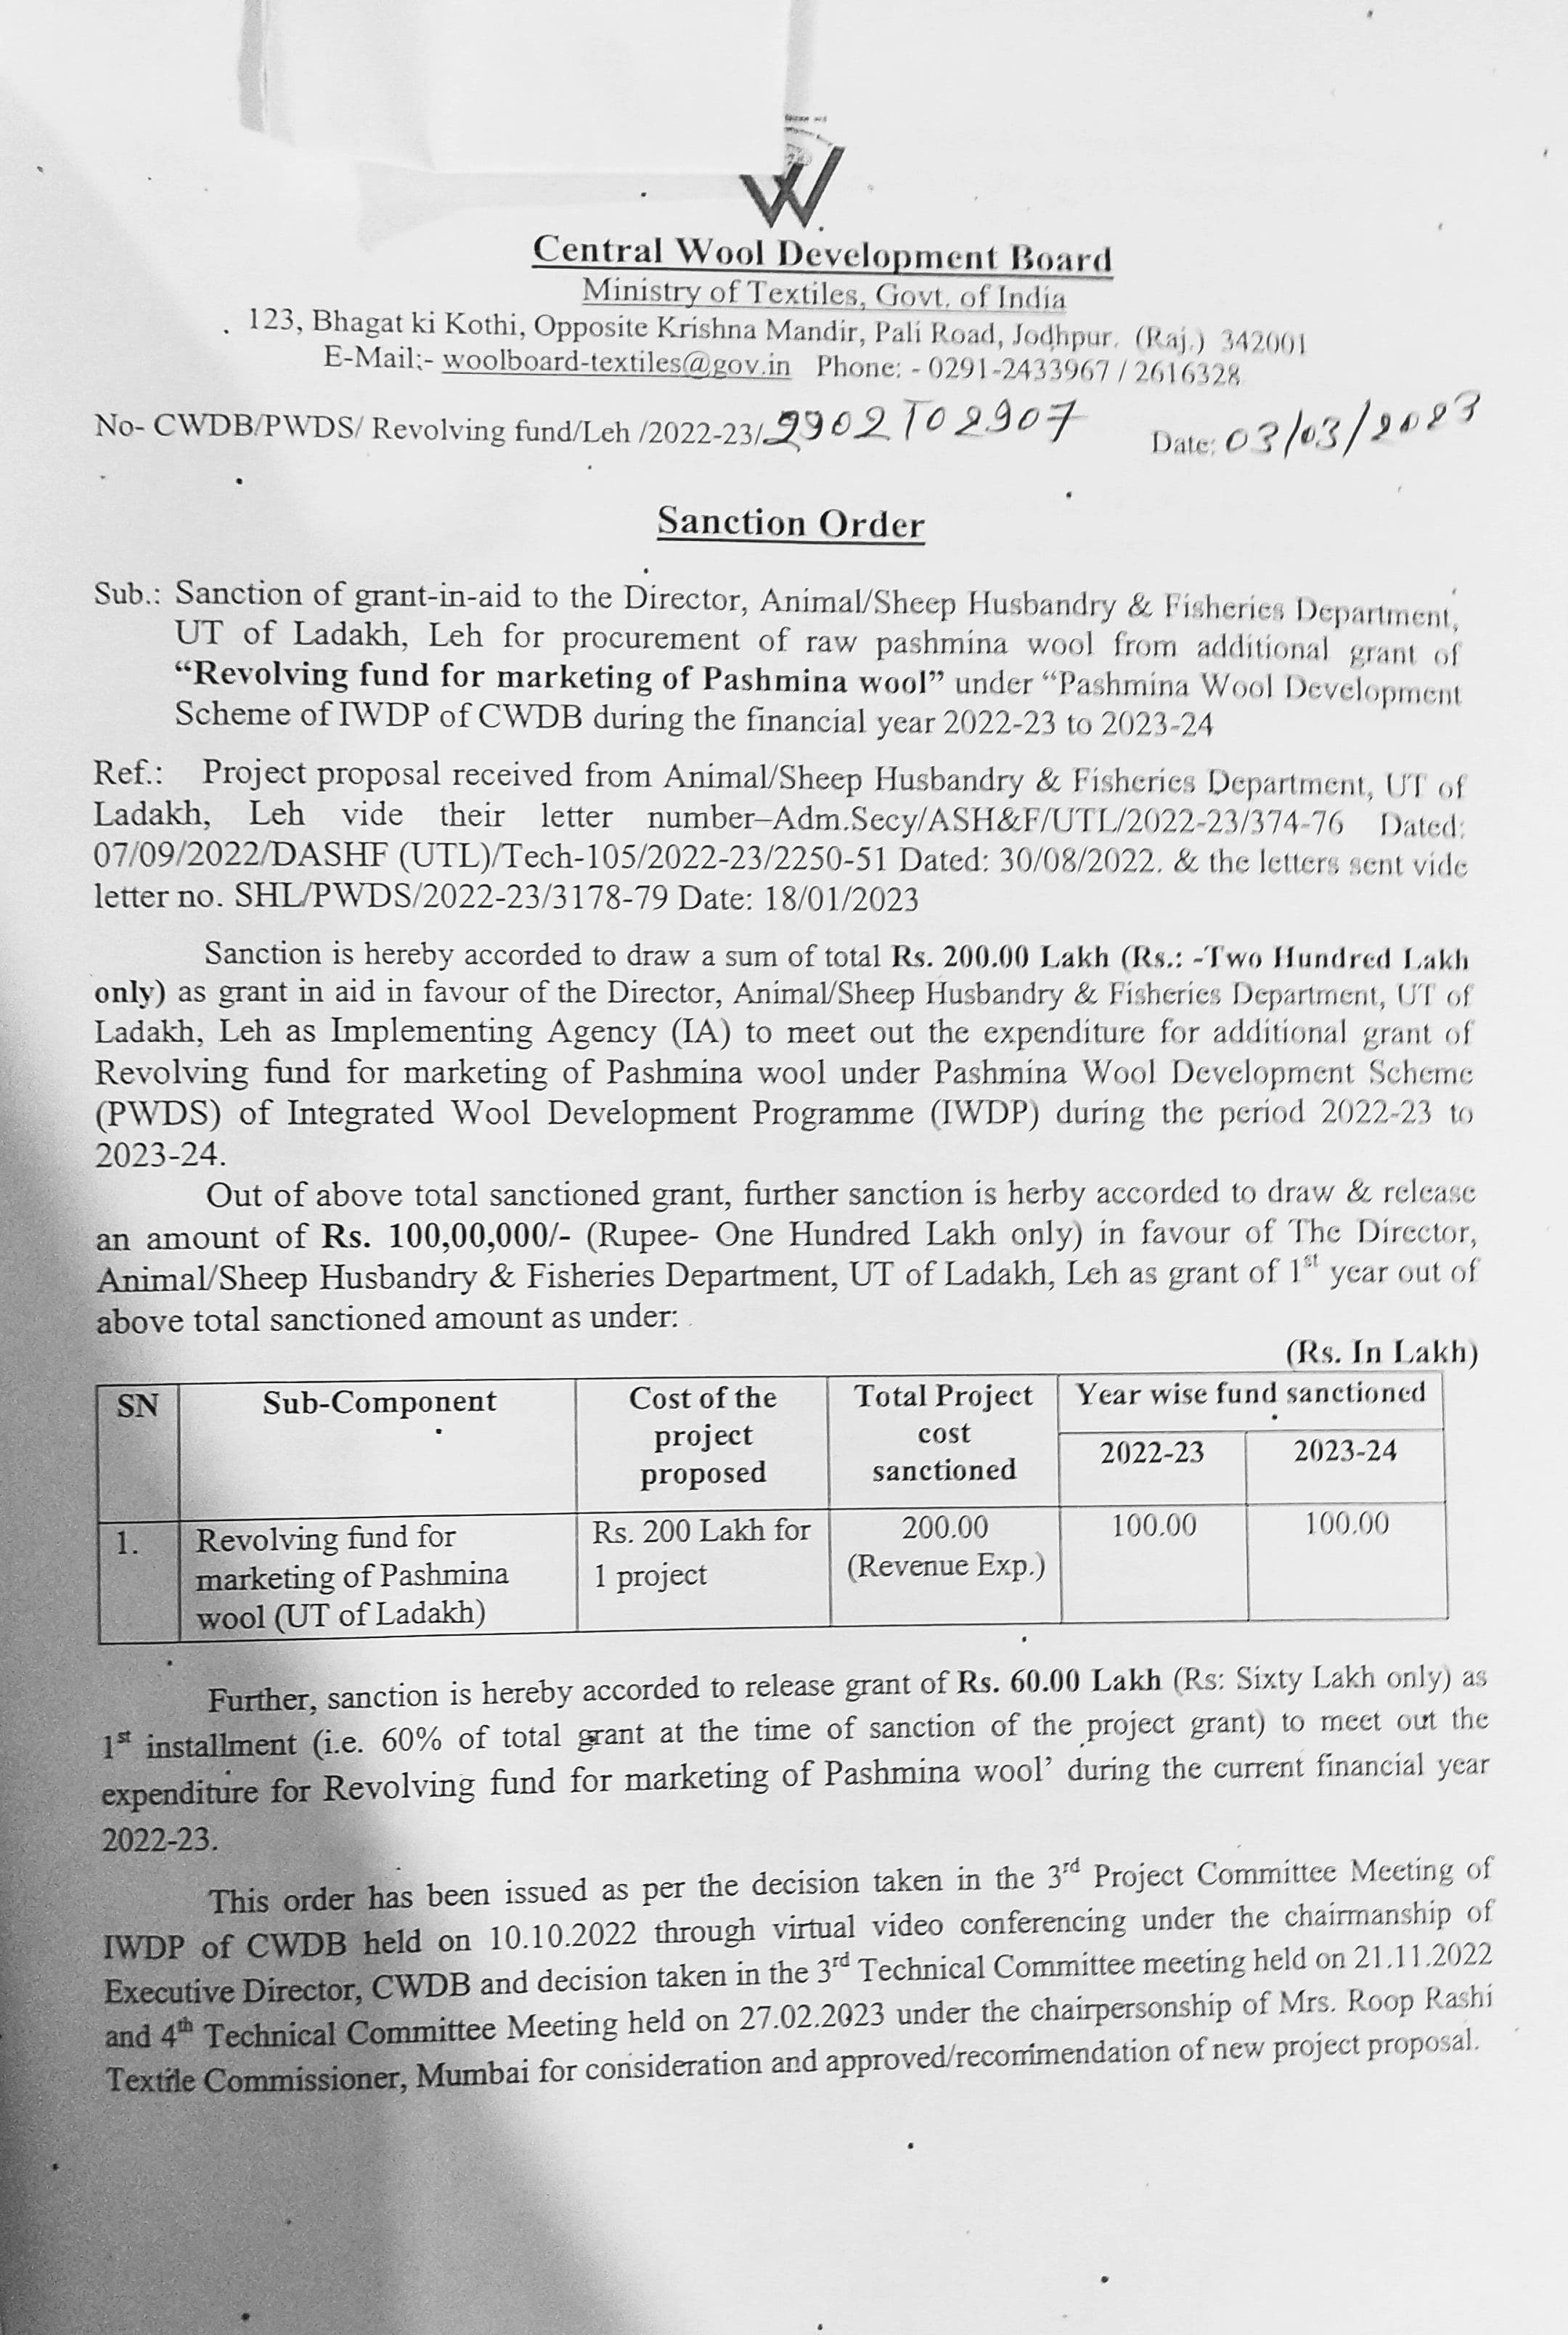 W
Central Wool Development Board
Ministry of Textiles, Govt. of India
123, Bhagat ki Kothi, Opposite Krishna Mandir, Pali Road, Jodhpur. (Raj.) 342001
E-Mail:- woolboard-textiles@gov.in Phone: - 0291-2433967 / 2616328
No- CWDB/PWDS/ Revolving fund/Leh /2022-23/ 2902 TO 2907 Date: 03/03/2023
Sanction Order
Sub.: Sanction of grant-in-aid to the Director, Animal/Sheep Husbandry & Fisheries Department,
UT of Ladakh, Leh for procurement of raw pashmina wool from additional grant of
“Revolving fund for marketing of Pashmina wool” under “Pashmina Wool Development
Scheme of IWDP of CWDB during the financial year 2022-23 to 2023-24
Ref.: Project proposal received from Animal/Sheep Husbandry & Fisheries Department, UT of
Ladakh, Leh vide their letter number–Adm.Secy/ASH&F/UTL/2022-23/374-76 Dated:
07/09/2022/DASHF (UTL)/Tech-105/2022-23/2250-51 Dated: 30/08/2022. & the letters sent vide
letter no. SHL/PWDS/2022-23/3178-79 Date: 18/01/2023
Sanction is hereby accorded to draw a sum of total Rs. 200.00 Lakh (Rs.: -Two Hundred Lakh
only) as grant in aid in favour of the Director, Animal/Sheep Husbandry & Fisheries Department, UT of
Ladakh, Leh as Implementing Agency (IA) to meet out the expenditure for additional grant of
Revolving fund for marketing of Pashmina wool under Pashmina Wool Development Scheme
(PWDS) of Integrated Wool Development Programme (IWDP) during the period 2022-23 to
2023-24.
Out of above total sanctioned grant, further sanction is herby accorded to draw & release
an amount of Rs. 100,00,000/- (Rupee- One Hundred Lakh only) in favour of The Director,
Animal/Sheep Husbandry & Fisheries Department, UT of Ladakh, Leh as grant of 1st year out of
above total sanctioned amount as under:
(Rs. In Lakh)
SN Sub-Component Cost of the project proposed Total Project cost sanctioned Year wise fund sanctioned
2022-23 2023-24
1. Revolving fund for marketing of Pashmina wool (UT of Ladakh) Rs. 200 Lakh for 1 project 200.00 (Revenue Exp.) 100.00 100.00
Further, sanction is hereby accorded to release grant of Rs. 60.00 Lakh (Rs: Sixty Lakh only) as
1st installment (i.e. 60% of total grant at the time of sanction of the project grant) to meet out the
expenditure for Revolving fund for marketing of Pashmina wool’ during the current financial year
2022-23.
This order has been issued as per the decision taken in the 3rd Project Committee Meeting of
IWDP of CWDB held on 10.10.2022 through virtual video conferencing under the chairmanship of
Executive Director, CWDB and decision taken in the 3rd Technical Committee meeting held on 21.11.2022
and 4th Technical Committee Meeting held on 27.02.2023 under the chairpersonship of Mrs. Roop Rashi
Textile Commissioner, Mumbai for consideration and approved/recommendation of new project proposal.